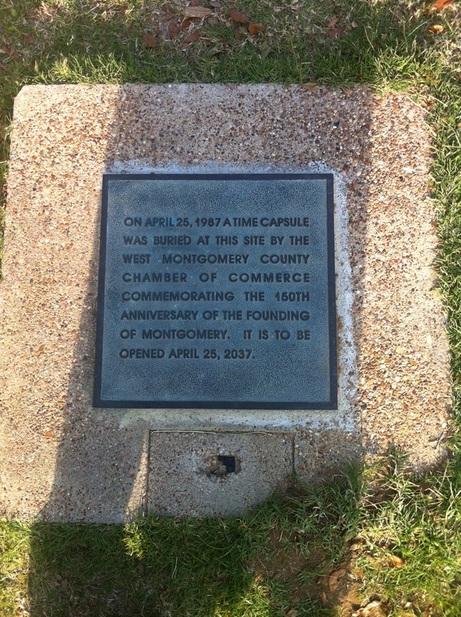 ON APRIL 25, 1987 A TIME CAPSULE
WAS BURIED AT THIS SITE BY THE
WEST MONTGOMERY COUNTY
CHAMBER OF COMMERCE
COMMEMORATING THE 150TH
ANNIVERSARY OF THE FOUNDING
OF MONTGOMERY. IT IS TO BE
OPENED APRIL 25, 2037.